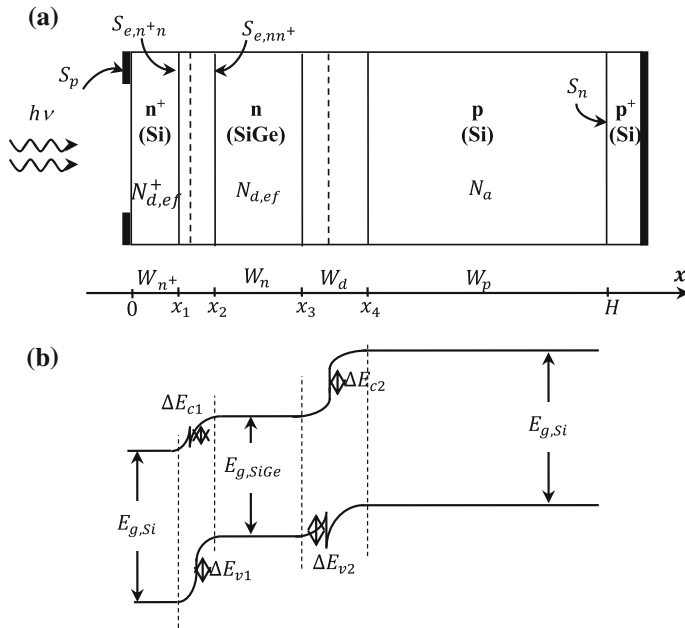 (a)
S_{e,n^+n}
S_{e,nn^+}
S_p
S_n
hν
n^+
(Si)
n
(SiGe)
p
(Si)
p^+
(Si)
N^+_{d,ef}
N_{d,ef}
N_a
W_{n^+}
W_n
W_d
W_p
x
0
x_1
x_2
x_3
x_4
H
(b)
ΔE_{c1}
ΔE_{c2}
E_{g,Si}
E_{g,SiGe}
E_{g,Si}
ΔE_{v1}
ΔE_{v2}